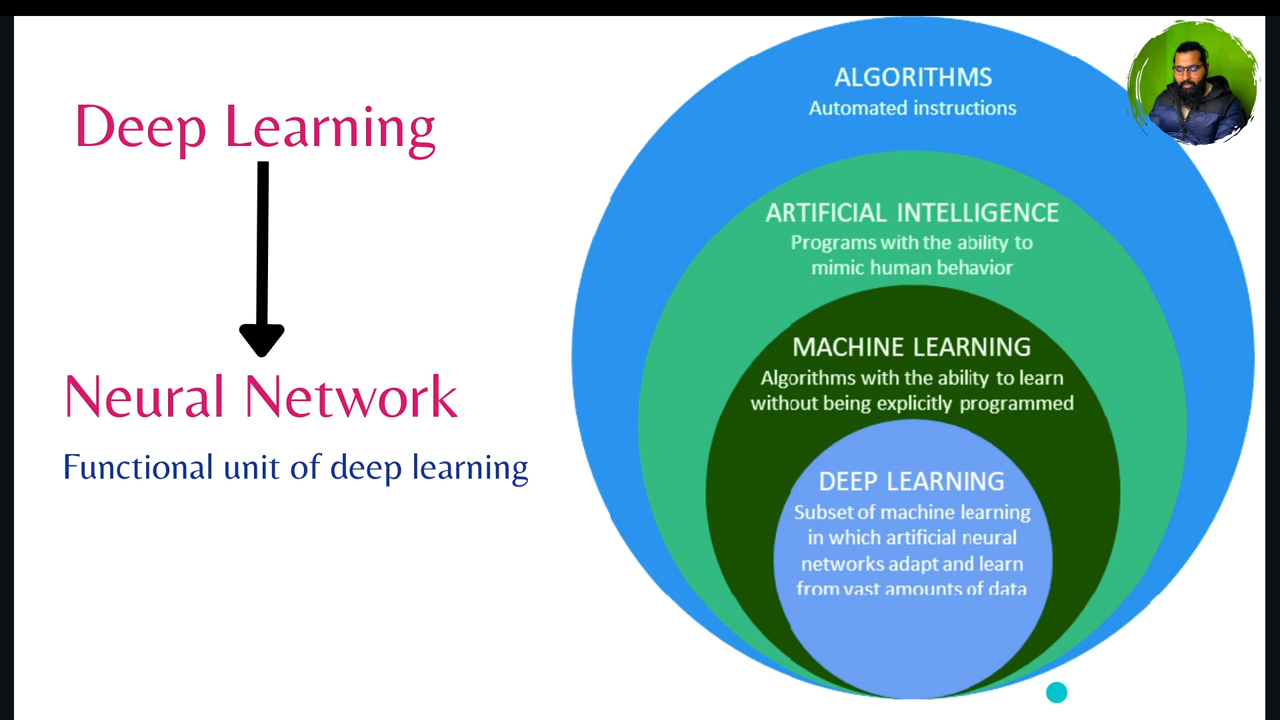 Deep Learning
Neural Network
Functional unit of deep learning
ALGORITHMS
Automated instructions
ARTIFICIAL INTELLIGENCE
Programs with the ability to
mimic human behavior
MACHINE LEARNING
Algorithms with the ability to learn
without being explicitly programmed
DEEP LEARNING
Subset of machine learning
in which artificial neural
networks adapt and learn
from vast amounts of data